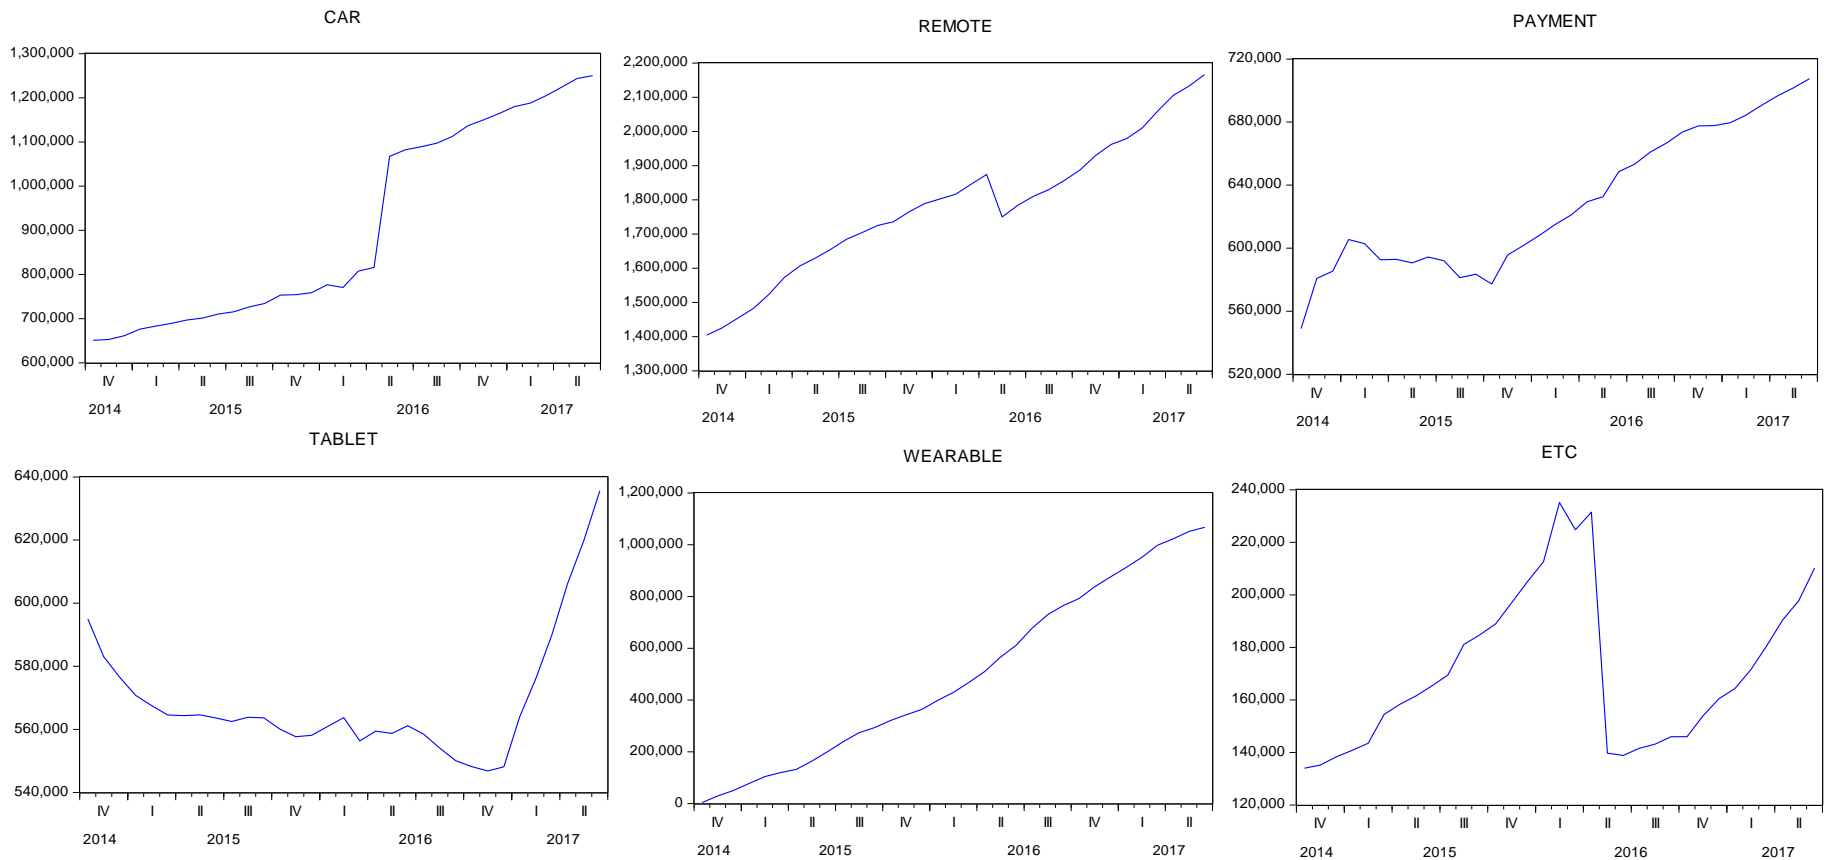 CAR
1,300,000
1,200,000
1,100,000
1,000,000
900,000
800,000
700,000
600,000
IV I II III IV I II III IV I II
2014 2015 2016 2017
REMOTE
2,200,000
2,100,000
2,000,000
1,900,000
1,800,000
1,700,000
1,600,000
1,500,000
1,400,000
1,300,000
IV I II III IV I II III IV I II
2014 2015 2016 2017
PAYMENT
720,000
680,000
640,000
600,000
560,000
520,000
IV I II III IV I II III IV I II
2014 2015 2016 2017
TABLET
640,000
620,000
600,000
580,000
560,000
540,000
IV I II III IV I II III IV I II
2014 2015 2016 2017
WEARABLE
1,200,000
1,000,000
800,000
600,000
400,000
200,000
0
IV I II III IV I II III IV I II
2014 2015 2016 2017
ETC
240,000
220,000
200,000
180,000
160,000
140,000
120,000
IV I II III IV I II III IV I II
2014 2015 2016 2017